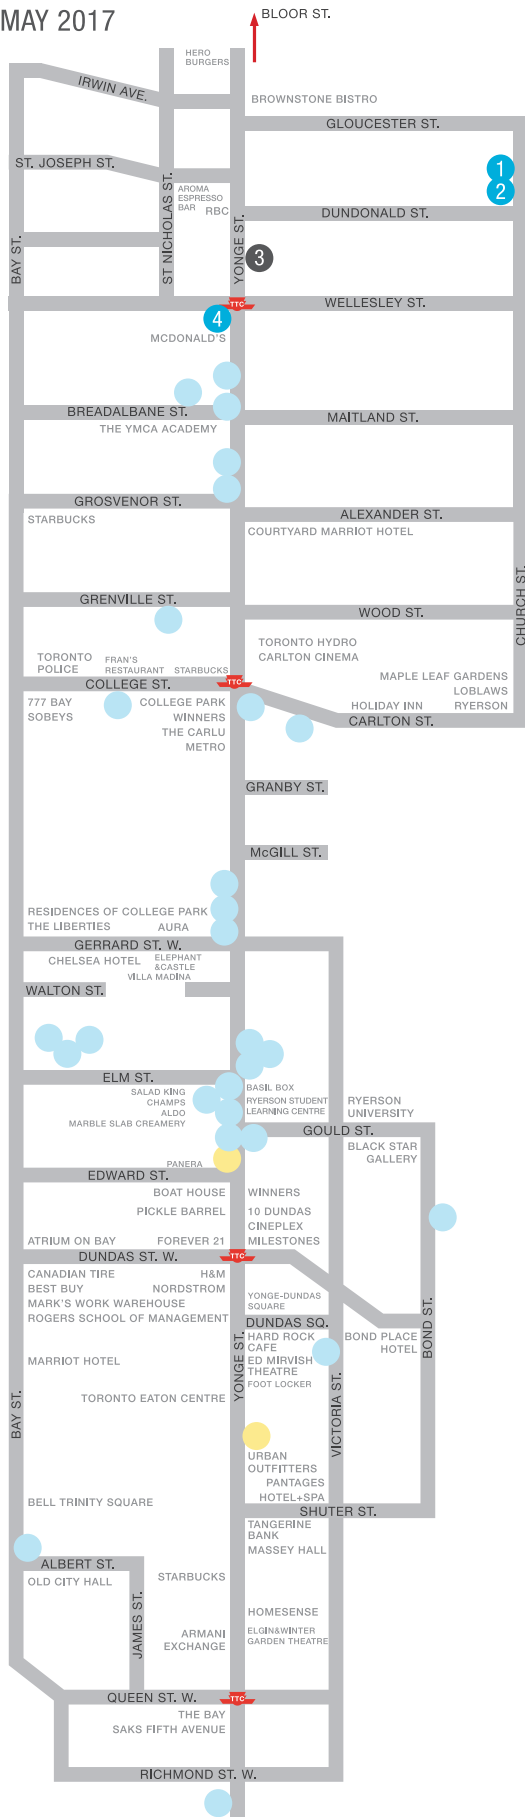 MAY 2017
BLOOR ST.
HERO
BURGERS
IRWIN AVE.
BROWNSTONE BISTRO
GLOUCESTER ST.
ST. JOSEPH ST.
1
2
AROMA
ESPRESSO
BAR
RBC
DUNDONALD ST.
BAY ST.
ST NICHOLAS ST.
YONGE ST.
3
TTC
WELLESLEY ST.
4
MCDONALD'S
BREADALBANE ST.
MAITLAND ST.
THE YMCA ACADEMY
GROSVENOR ST.
STARBUCKS
ALEXANDER ST.
COURTYARD MARRIOT HOTEL
GRENVILLE ST.
WOOD ST.
CHURCH ST.
TORONTO HYDRO
CARLTON CINEMA
TORONTO
POLICE
FRAN'S
RESTAURANT
STARBUCKS
COLLEGE ST.
TTC
MAPLE LEAF GARDENS
LOBLAWS
HOLIDAY INN
RYERSON
CARLTON ST.
777 BAY
SOBEYS
COLLEGE PARK
WINNERS
THE CARLU
METRO
GRANBY ST.
McGILL ST.
RESIDENCES OF COLLEGE PARK
THE LIBERTIES
AURA
GERRARD ST. W.
CHELSEA HOTEL
ELEPHANT
&CASTLE
VILLA MADINA
WALTON ST.
ELM ST.
SALAD KING
CHAMPS
ALDO
MARBLE SLAB CREAMERY
BASIL BOX
RYERSON STUDENT
LEARNING CENTRE
RYERSON
UNIVERSITY
GOULD ST.
BLACK STAR
GALLERY
PANERA
EDWARD ST.
BOAT HOUSE
WINNERS
PICKLE BARREL
10 DUNDAS
CINEPLEX
ATRIUM ON BAY
FOREVER 21
MILESTONES
DUNDAS ST. W.
TTC
CANADIAN TIRE
H&M
BEST BUY
NORDSTROM
MARK'S WORK WAREHOUSE
ROGERS SCHOOL OF MANAGEMENT
YONGE-DUNDAS
SQUARE
DUNDAS SQ.
HARD ROCK
CAFE
ED MIRVISH
THEATRE
FOOT LOCKER
BOND PLACE
HOTEL
BOND ST.
MARRIOT HOTEL
TORONTO EATON CENTRE
YONGE ST.
BAY ST.
VICTORIA ST.
URBAN
OUTFITTERS
PANTAGES
HOTEL+SPA
BELL TRINITY SQUARE
SHUTER ST.
TANGERINE
BANK
MASSEY HALL
ALBERT ST.
OLD CITY HALL
STARBUCKS
JAMES ST.
HOMESENSE
ARMANI
EXCHANGE
ELGIN&WINTER
GARDEN THEATRE
QUEEN ST. W.
TTC
THE BAY
SAKS FIFTH AVENUE
RICHMOND ST. W.